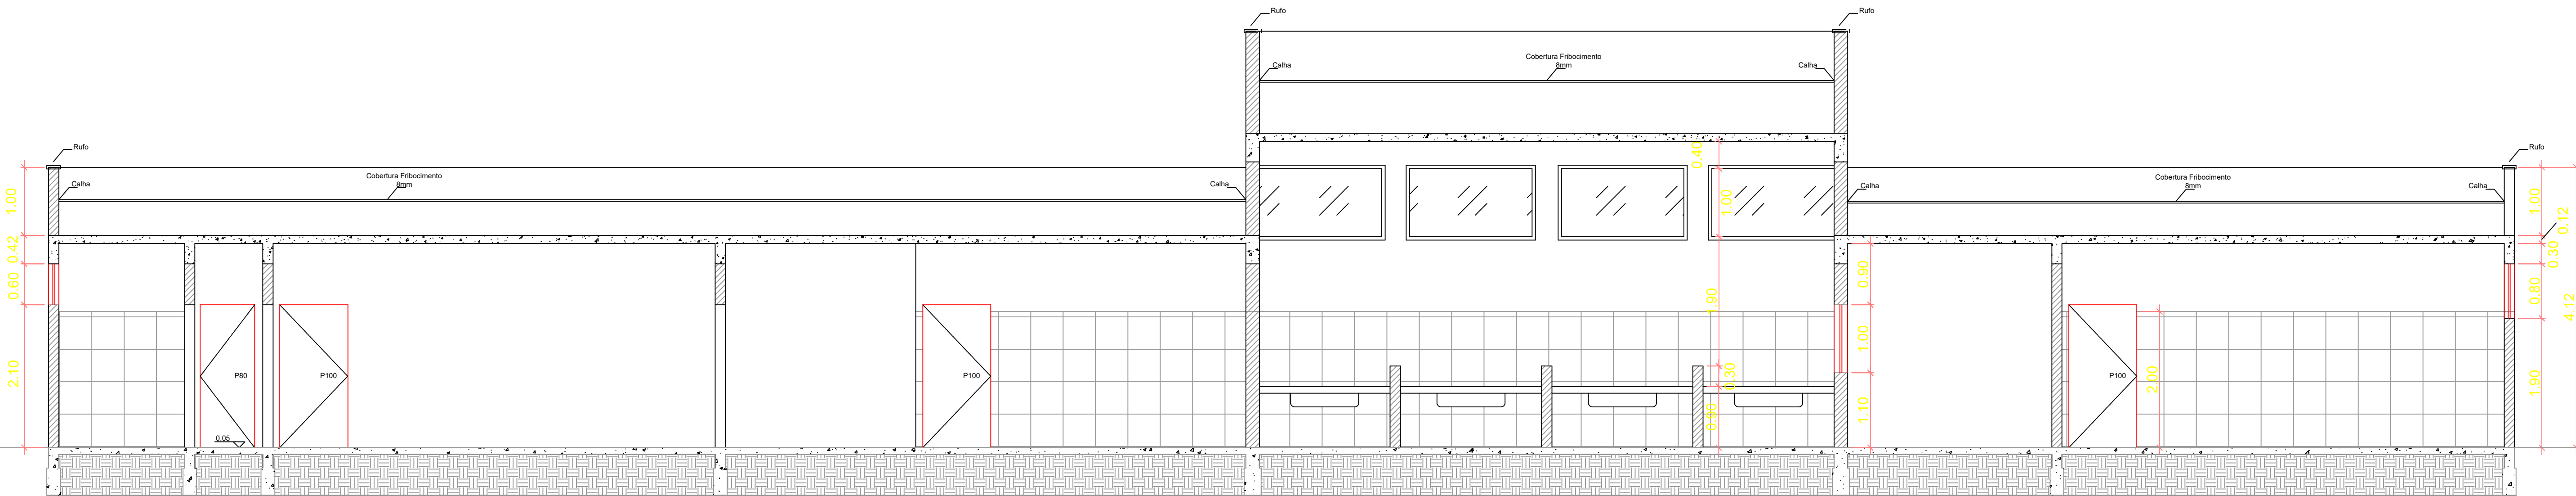 Rufo
Rufo
Cobertura Fribocimento
8mm
Calha
Calha
Rufo
Rufo
Cobertura Fribocimento
8mm
Calha
Calha
Cobertura Fribocimento
8mm
Calha
Calha
1.00
0.42
0.60
2.10
P80
P100
0.05
P100
0.40
1.00
1.90
0.30
0.90
1.00
1.10
P100
2.00
1.00
0.12
0.30
0.80
1.90
4.12